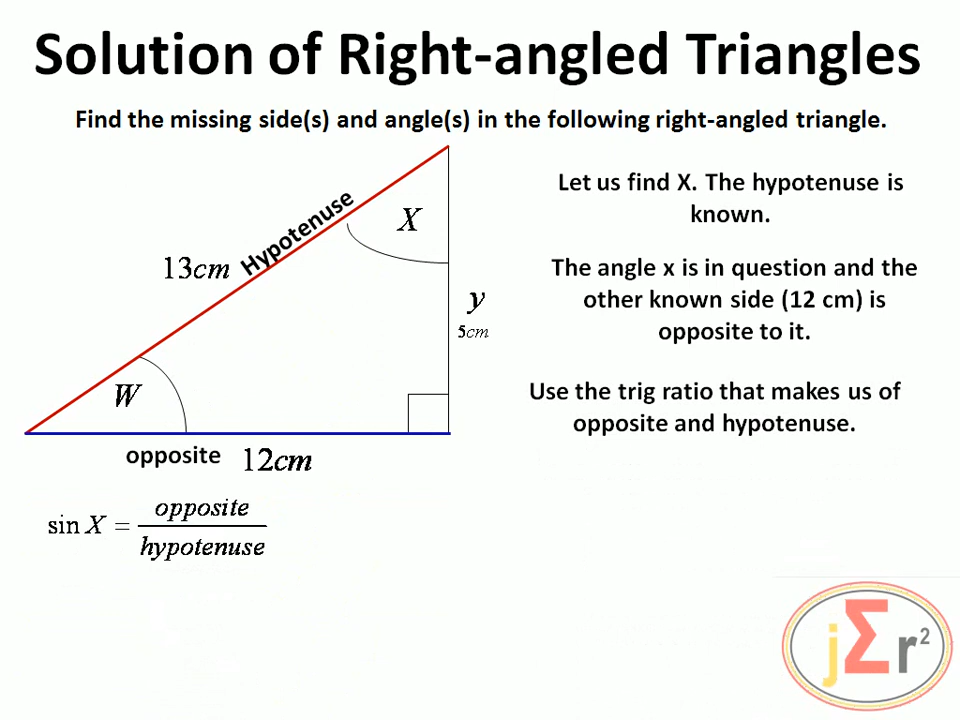 Solution of Right-angled Triangles
Find the missing side(s) and angle(s) in the following right-angled triangle.
Let us find X. The hypotenuse is
known.
The angle x is in question and the
other known side (12 cm) is
opposite to it.
Use the trig ratio that makes us of
opposite and hypotenuse.
Hypotenuse
X
13cm
y
5cm
W
opposite 12cm
sin X = opposite
hypotenuse
jΣr²